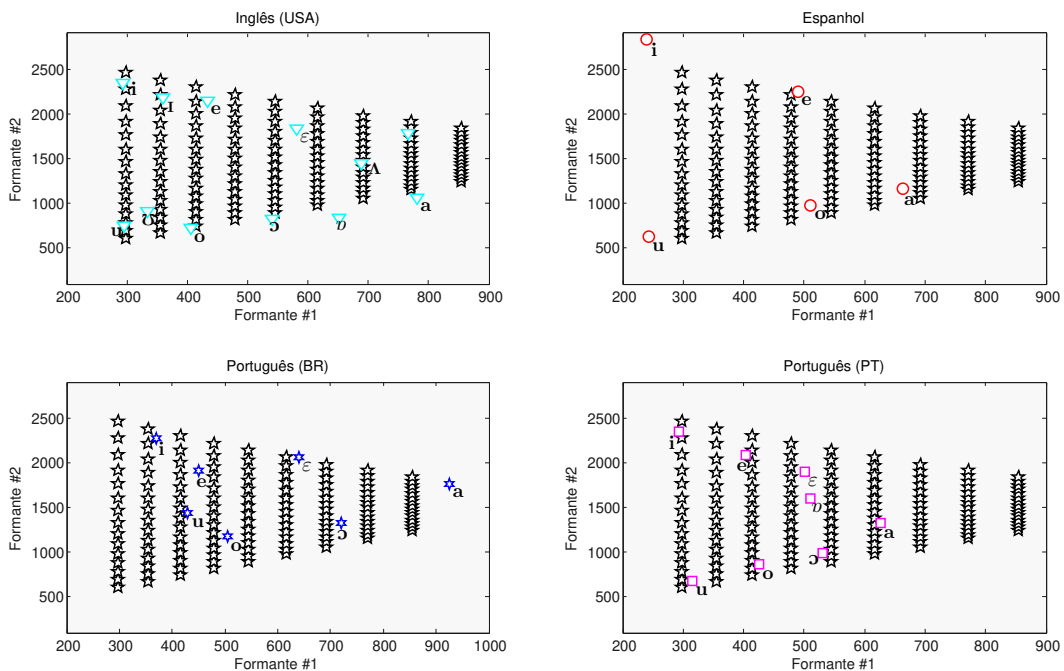 Inglês (USA)
Formante #2
2500
2000
1500
1000
500
i
ɪ
e
ɛ
ʌ
a
ɒ
ɔ
o
ʊ
u
200 300 400 500 600 700 800 900
Formante #1
Espanhol
Formante #2
2500
2000
1500
1000
500
i
e
a
o
u
200 300 400 500 600 700 800 900
Formante #1
Português (BR)
Formante #2
2500
2000
1500
1000
500
i
e
ɛ
a
ɔ
o
u
200 300 400 500 600 700 800 900 1000
Formante #1
Português (PT)
Formante #2
2500
2000
1500
1000
500
i
e
ɛ
ɒ
a
ɔ
o
u
200 300 400 500 600 700 800 900
Formante #1